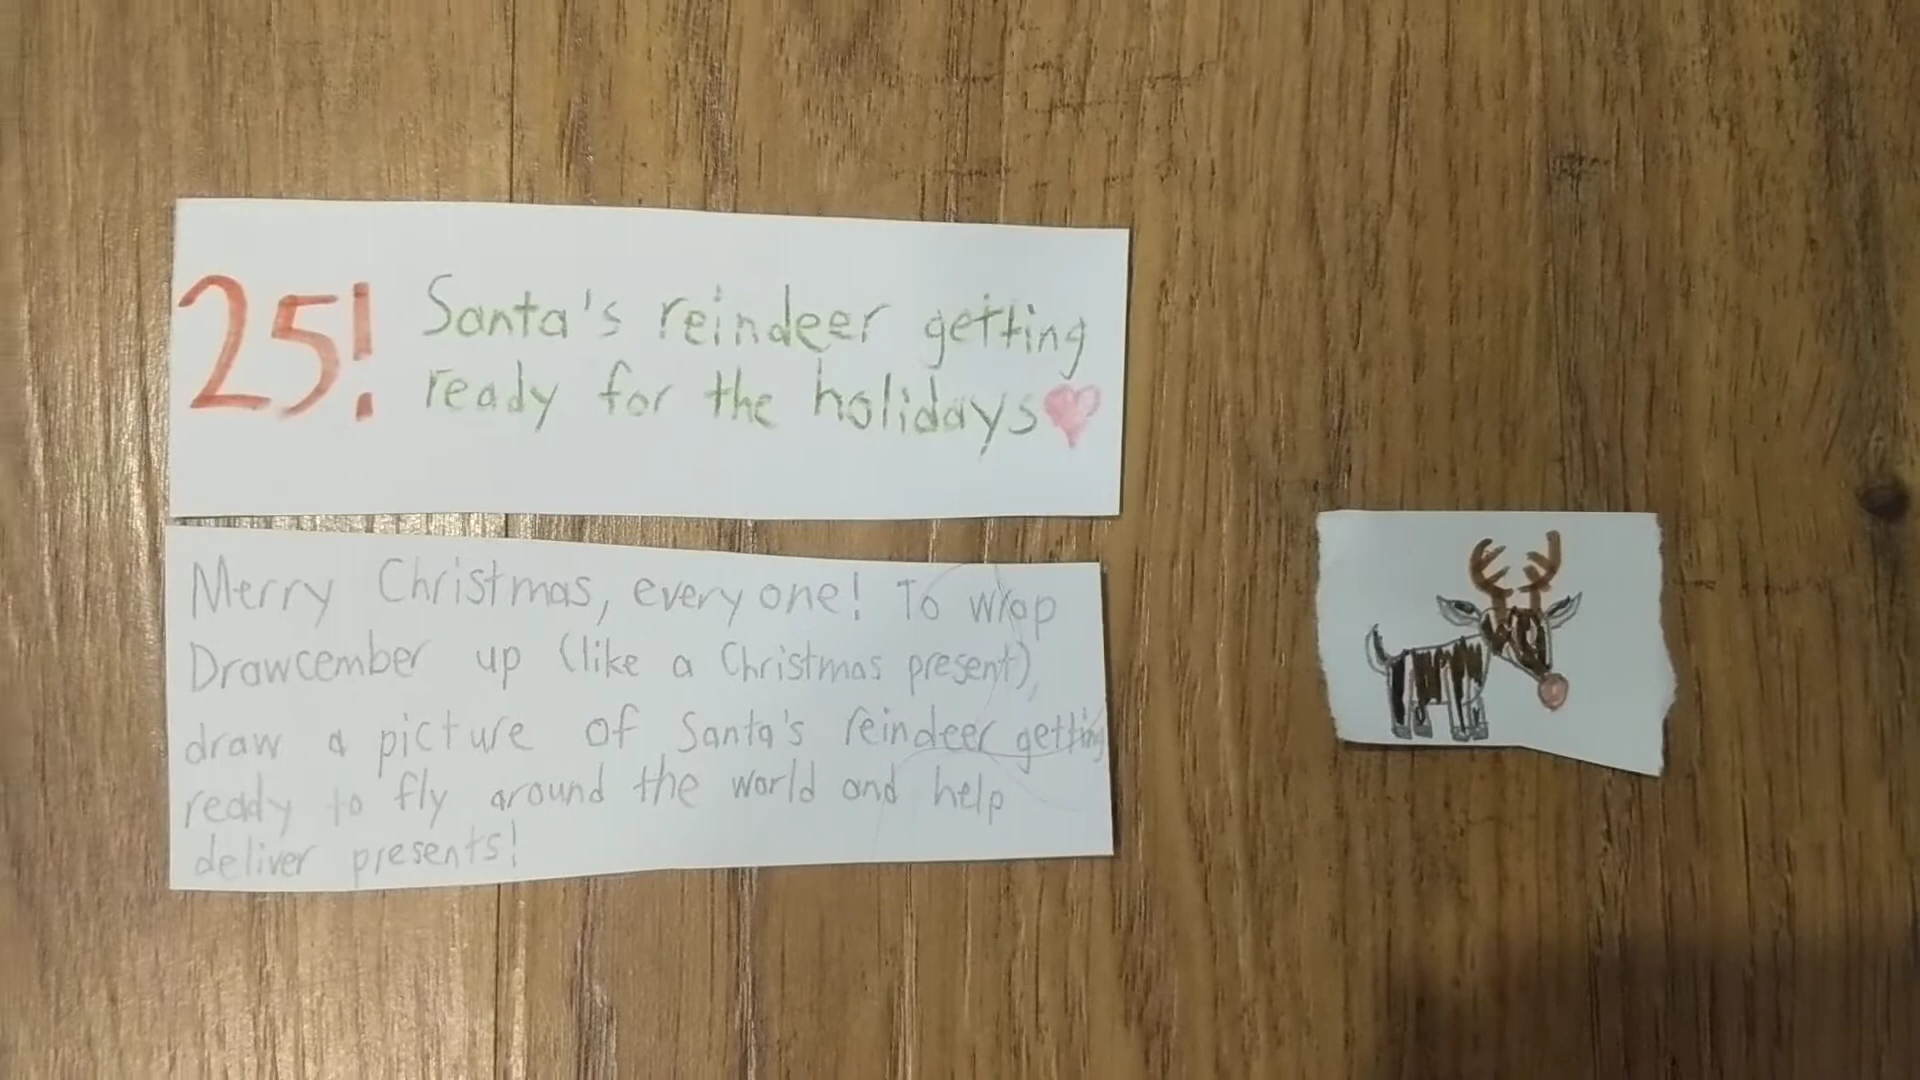 25! Santa's reindeer getting
ready for the holidays
Merry Christmas, everyone! To wrap
Drawcember up (like a Christmas present),
draw a picture of Santa's reindeer getting
ready to fly around the world and help
deliver presents!